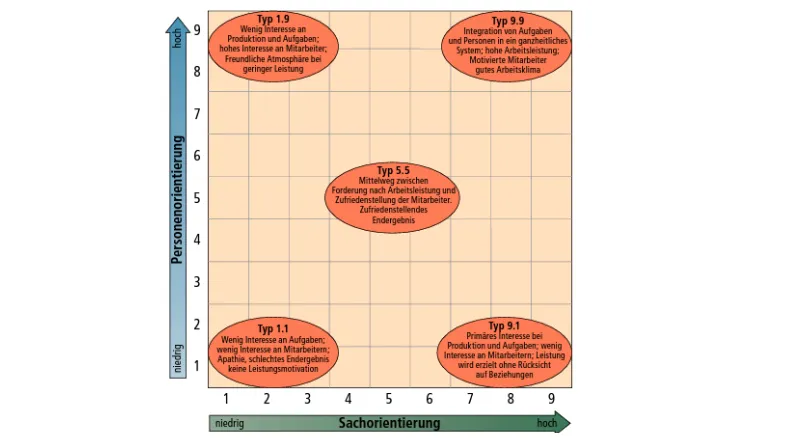 Personenorientierung
hoch
niedrig
9
8
7
6
5
4
3
2
1
Typ 1.9
Wenig Interesse an
Produktion und Aufgaben;
hohes Interesse an Mitarbeiter;
Freundliche Atmosphäre bei
geringer Leistung
Typ 9.9
Integration von Aufgaben
und Personen in ein ganzheitliches
System; hohe Arbeitsleistung;
Motivierte Mitarbeiter
gutes Arbeitsklima
Typ 5.5
Mittelweg zwischen
Forderung nach Arbeitsleistung und
Zufriedenstellung der Mitarbeiter.
Zufriedenstellendes
Endergebnis
Typ 1.1
Wenig Interesse an Aufgaben;
wenig Interesse an Mitarbeitern;
Apathie, schlechtes Endergebnis
keine Leistungsmotivation
Typ 9.1
Primäres Interesse bei
Produktion und Aufgaben; wenig
Interesse an Mitarbeitern; Leistung
wird erzielt ohne Rücksicht
auf Beziehungen
1 2 3 4 5 6 7 8 9
niedrig Sachorientierung hoch